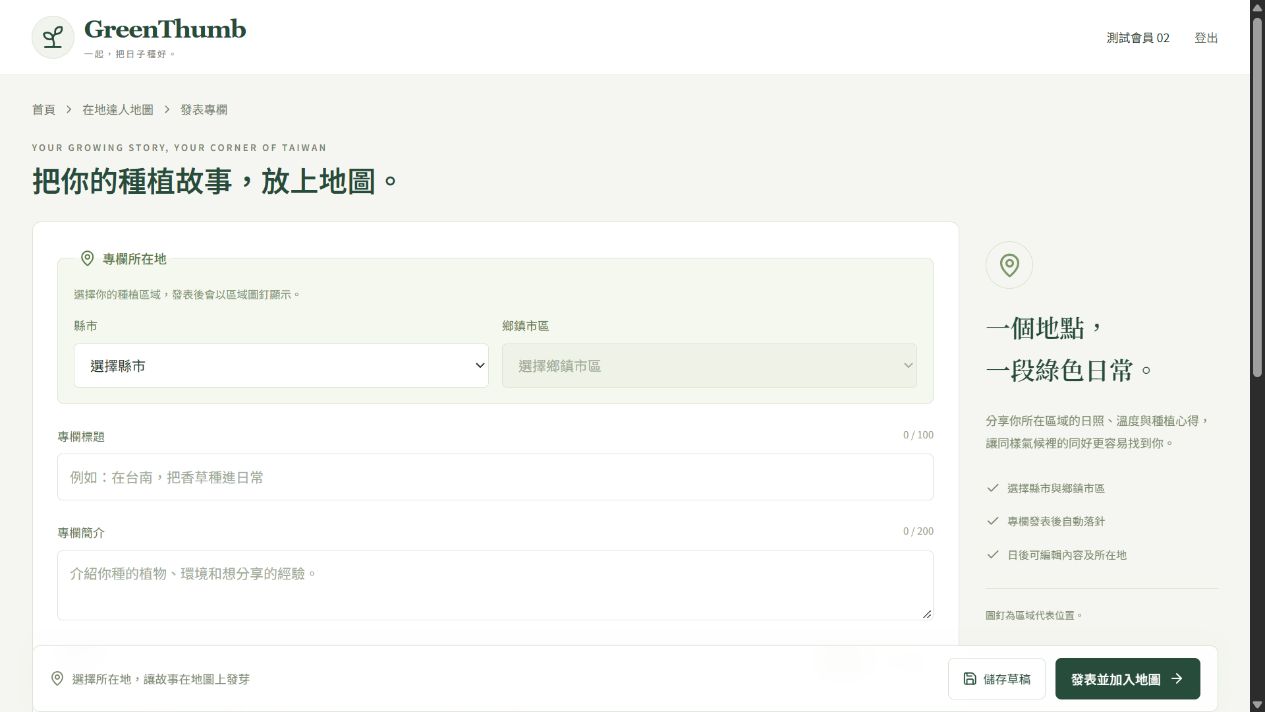 GreenThumb
一起，把日子種好。
測試會員 02
登出
首頁 > 在地達人地圖 > 發表專欄
YOUR GROWING STORY, YOUR CORNER OF TAIWAN
把你的種植故事，放上地圖。
專欄所在地
選擇你的種植區域，發表後會以區域圖釘顯示。
縣市
鄉鎮市區
選擇縣市
選擇鄉鎮市區
專欄標題
0 / 100
例如：在台南，把香草種進日常
專欄簡介
0 / 200
介紹你種的植物、環境和想分享的經驗。
一個地點，
一段綠色日常。
分享你所在區域的日照、溫度與種植心得，
讓同樣氣候裡的同好更容易找到你。
選擇縣市與鄉鎮市區
專欄發表後自動落針
日後可編輯內容及所在地
圖釘為區域代表位置。
選擇所在地，讓故事在地圖上發芽
儲存草稿
發表並加入地圖